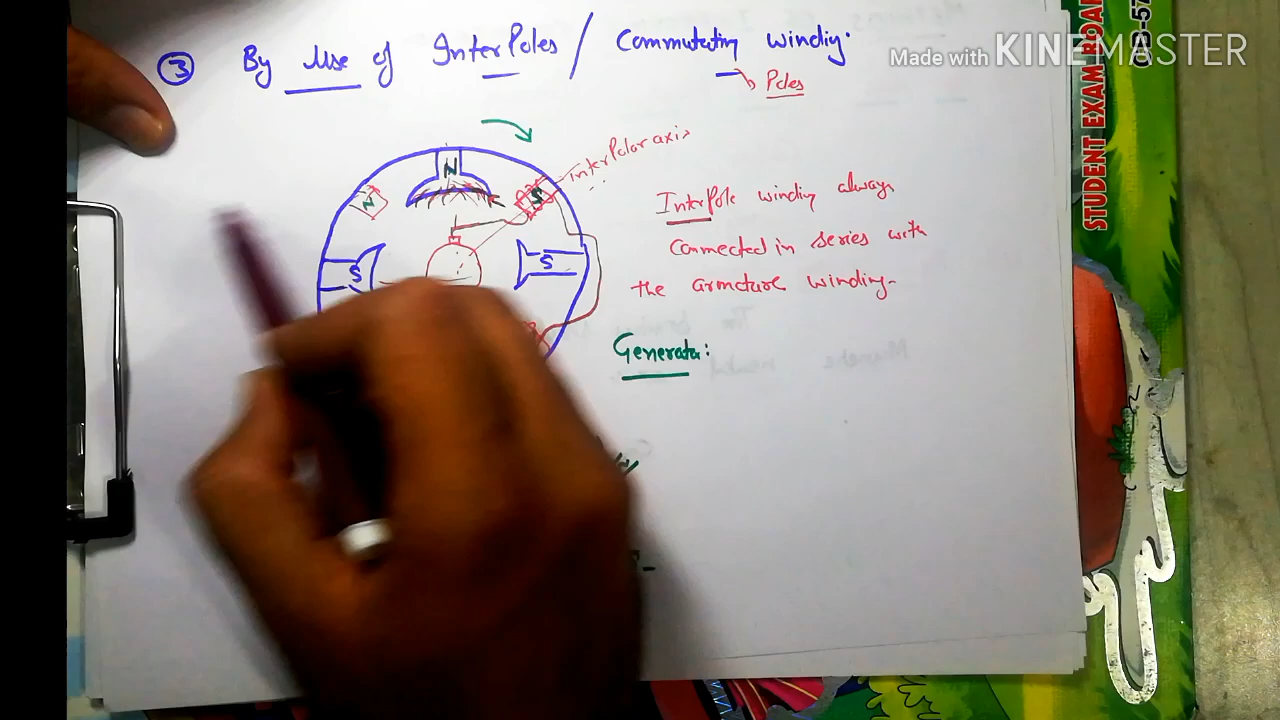 ③ By Use of InterPoles / Commutating winding.
Poles
Made with KINEMASTER
InterPolar axis
N
N
S
S
S
Interpole winding always
connected in series with
the armature winding.
Generator:
STUDENT EXAM BOARD